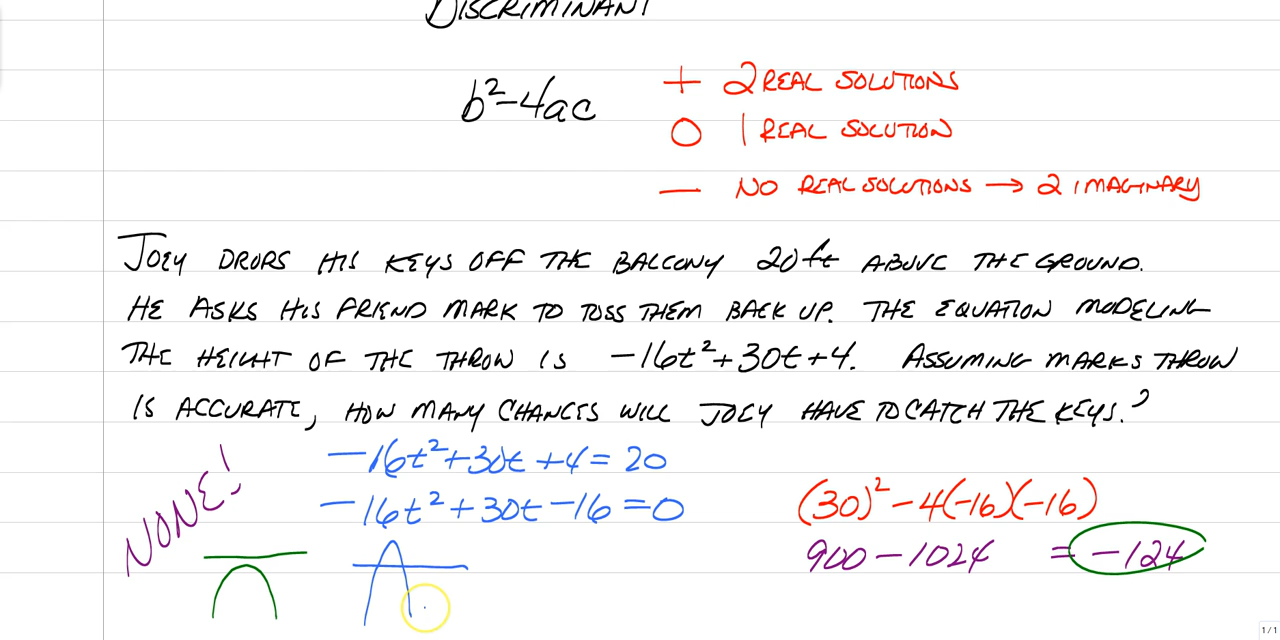 DISCRIMINANT
b²-4ac
+ 2 REAL SOLUTIONS
0 1 REAL SOLUTION
— NO REAL SOLUTIONS → 2 IMAGINARY
JOEY DROPS HIS KEYS OFF THE BALCONY 20ft ABOVE THE GROUND.
HE ASKS HIS FRIEND MARK TO TOSS THEM BACK UP. THE EQUATION MODELING
THE HEIGHT OF THE THROW IS -16t²+30t+4. ASSUMING MARKS THROW
IS ACCURATE, HOW MANY CHANCES WILL JOEY HAVE TO CATCH THE KEYS?
-16t²+30t+4=20
-16t²+30t-16=0
NONE!
(30)²-4(-16)(-16)
900-1024 = -124
1/1